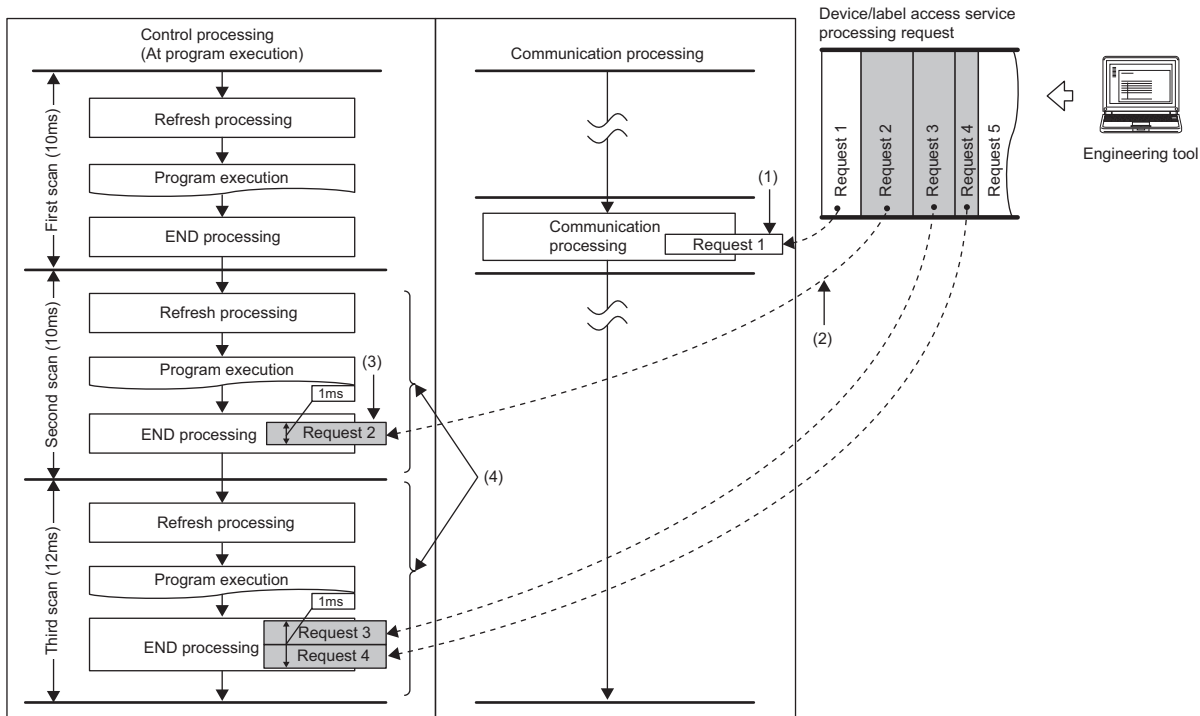 Control processing
(At program execution)
First scan (10ms)
Refresh processing
Program execution
END processing
Second scan (10ms)
Refresh processing
Program execution
1ms
(3)
END processing
Request 2
Third scan (12ms)
Refresh processing
Program execution
1ms
END processing
Request 3
Request 4
(4)
Communication processing
Communication
processing
Request 1
(1)
(2)
Device/label access service
processing request
Request 1
Request 2
Request 3
Request 4
Request 5
Engineering tool